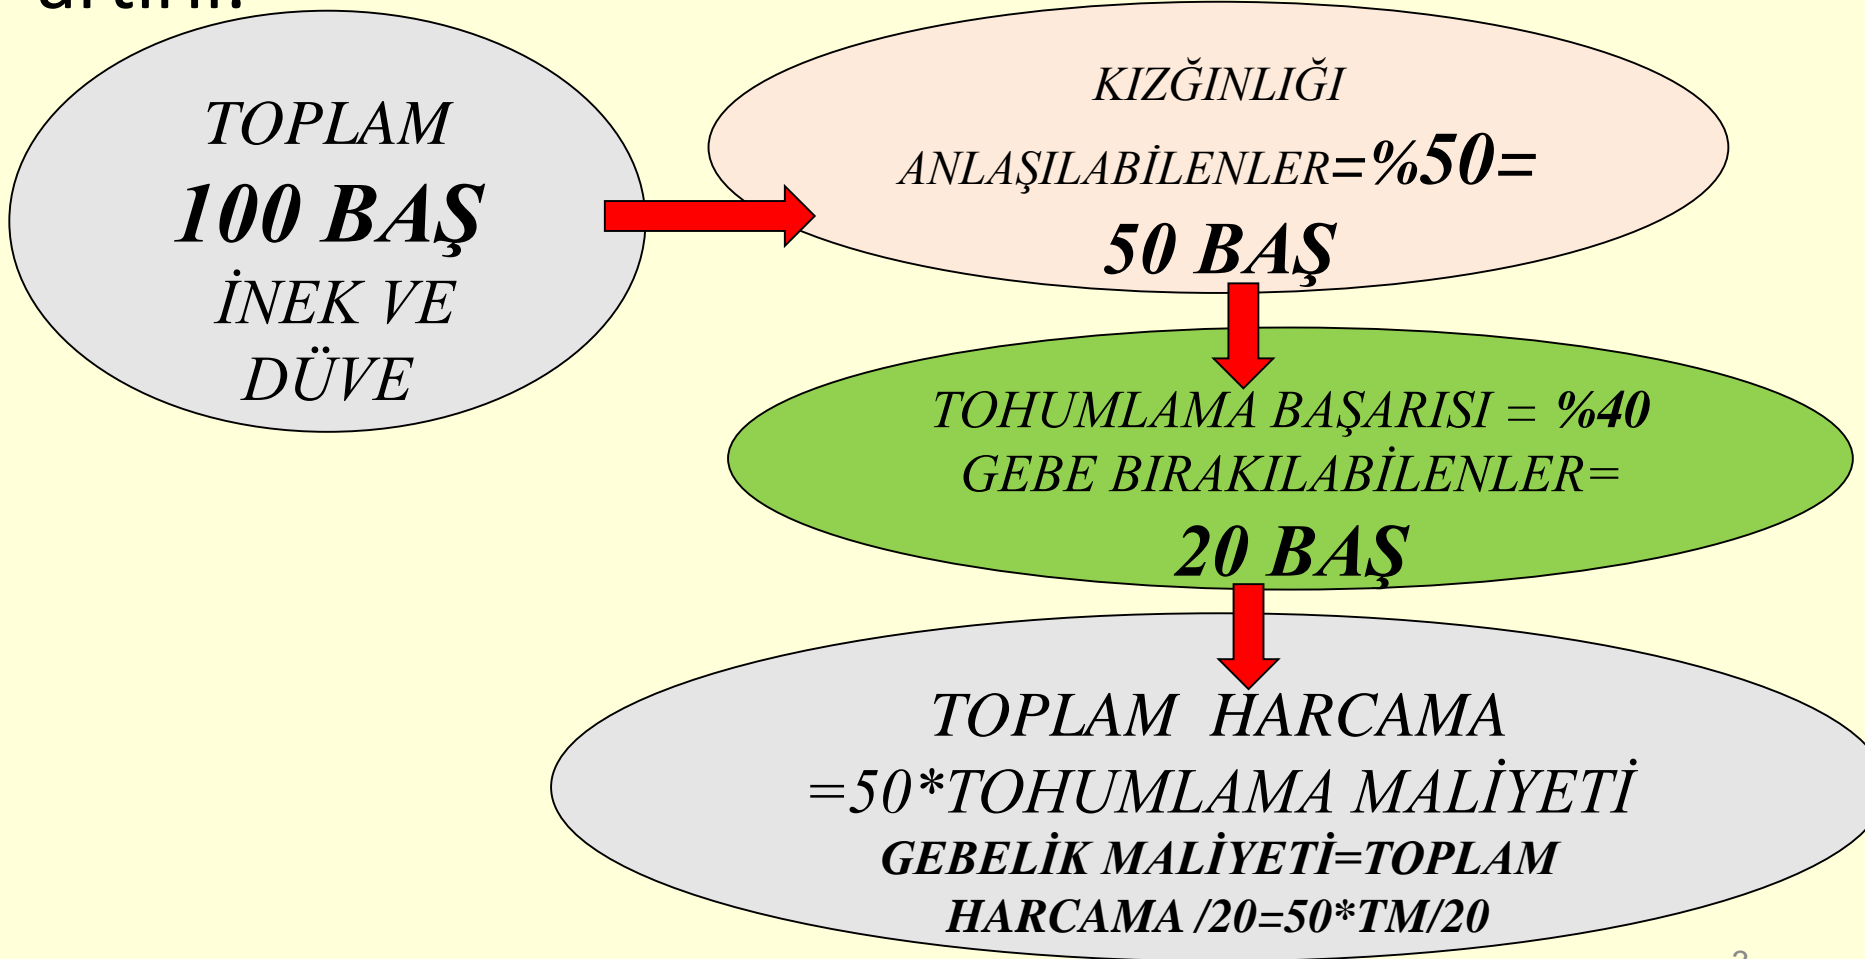 TOPLAM
100 BAŞ
İNEK VE
DÜVE
KIZĞINLIĞI
ANLAŞILABİLENLER=%50=
50 BAŞ
TOHUMLAMA BAŞARISI = %40
GEBE BIRAKILABİLENLER=
20 BAŞ
TOPLAM HARCAMA
=50*TOHUMLAMA MALİYETİ
GEBELİK MALİYETİ=TOPLAM
HARCAMA /20=50*TM/20